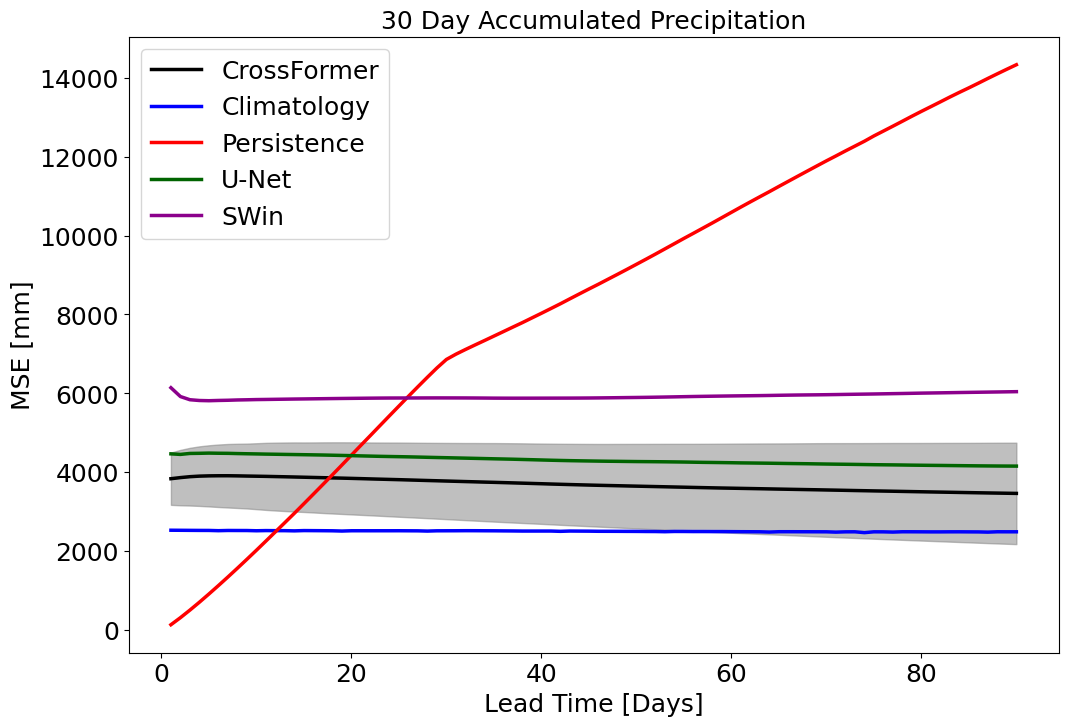 30 Day Accumulated Precipitation
CrossFormer
Climatology
Persistence
U-Net
SWin
MSE [mm]
14000
12000
10000
8000
6000
4000
2000
0
0 20 40 60 80
Lead Time [Days]